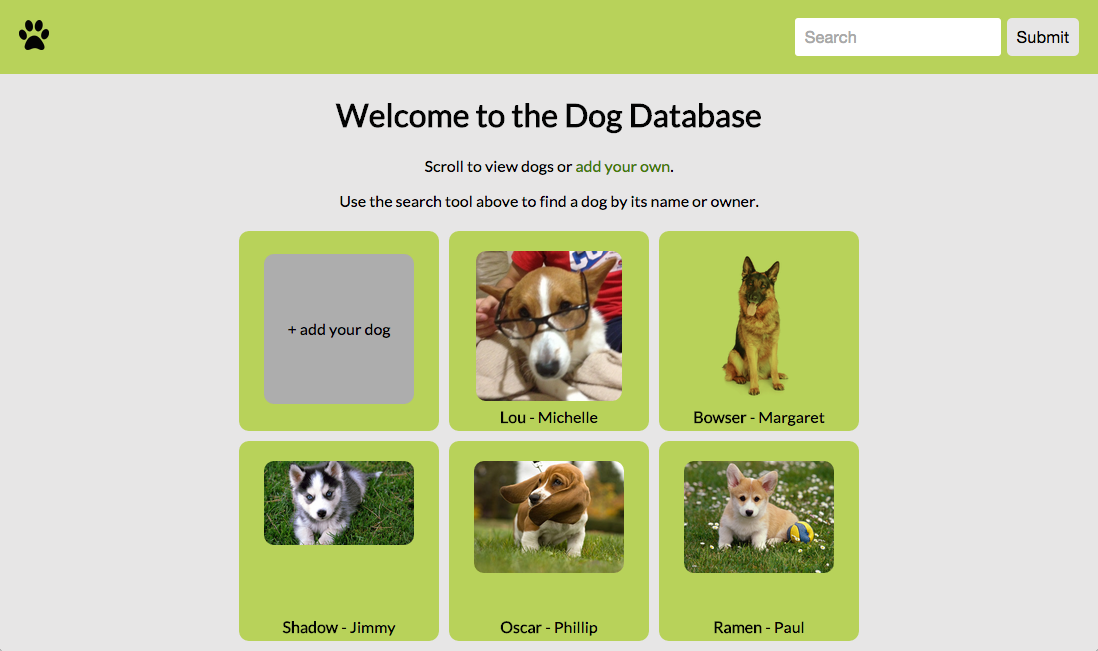 Search
Submit
Welcome to the Dog Database
Scroll to view dogs or add your own.
Use the search tool above to find a dog by its name or owner.
+ add your dog
Lou - Michelle
Bowser - Margaret
Shadow - Jimmy
Oscar - Phillip
Ramen - Paul